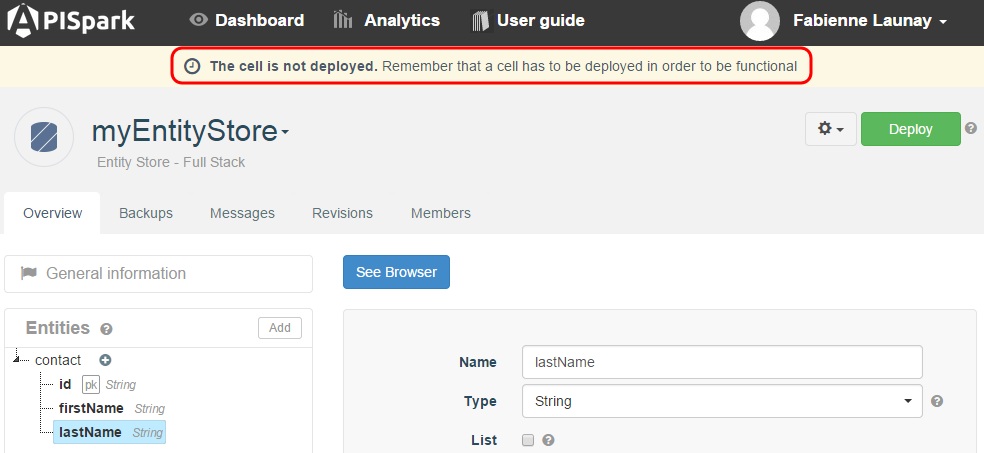 APISpark Dashboard Analytics User guide Fabienne Launay
The cell is not deployed. Remember that a cell has to be deployed in order to be functional
myEntityStore
Deploy ?
Entity Store - Full Stack
Overview Backups Messages Revisions Members
General information
See Browser
Entities ? Add
contact
id pk String
firstName String
lastName String
Name lastName
Type String ?
List ?